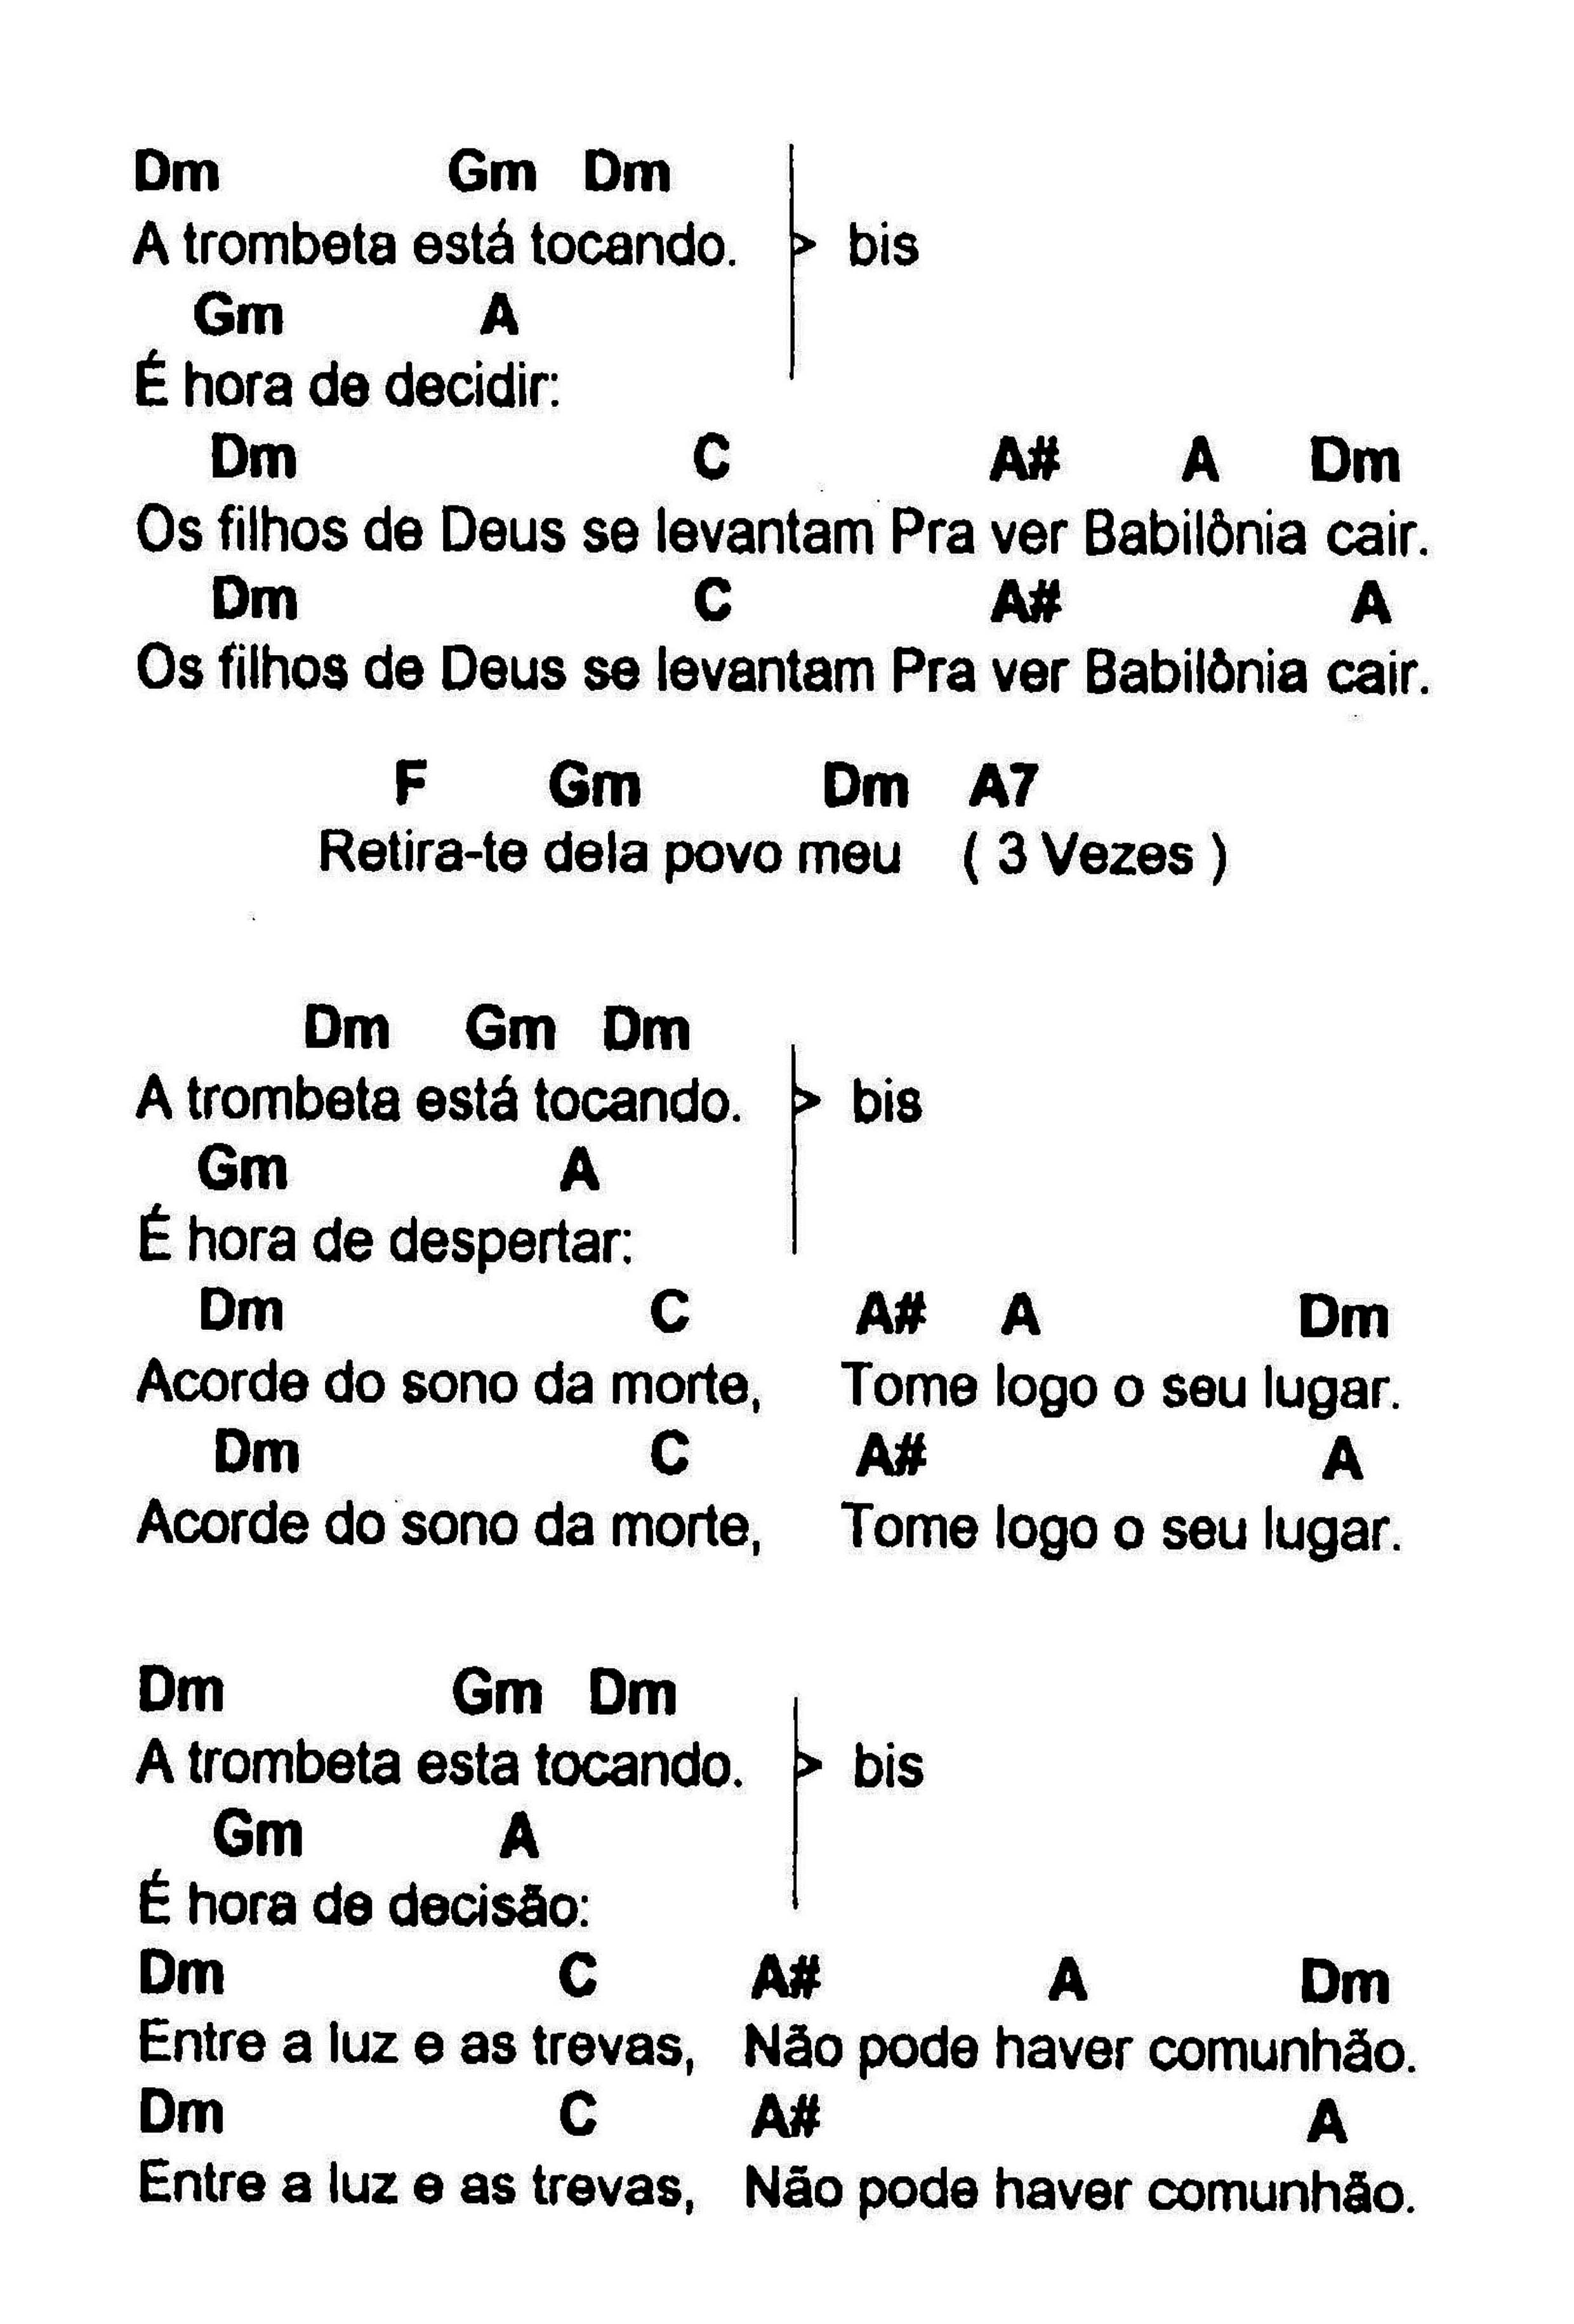 Dm Gm Dm
A trombeta está tocando. > bis
Gm A
É hora de decidir:
Dm C A# A Dm
Os filhos de Deus se levantam Pra ver Babilônia cair.
Dm C A# A
Os filhos de Deus se levantam Pra ver Babilônia cair.
F Gm Dm A7
Retira-te dela povo meu ( 3 Vezes )
Dm Gm Dm
A trombeta está tocando. > bis
Gm A
É hora de despertar:
Dm C A# A Dm
Acorde do sono da morte, Tome logo o seu lugar.
Dm C A# A
Acorde do sono da morte, Tome logo o seu lugar.
Dm Gm Dm
A trombeta esta tocando. > bis
Gm A
É hora de decisão:
Dm C A# A Dm
Entre a luz e as trevas, Não pode haver comunhão.
Dm C A# A
Entre a luz e as trevas, Não pode haver comunhão.